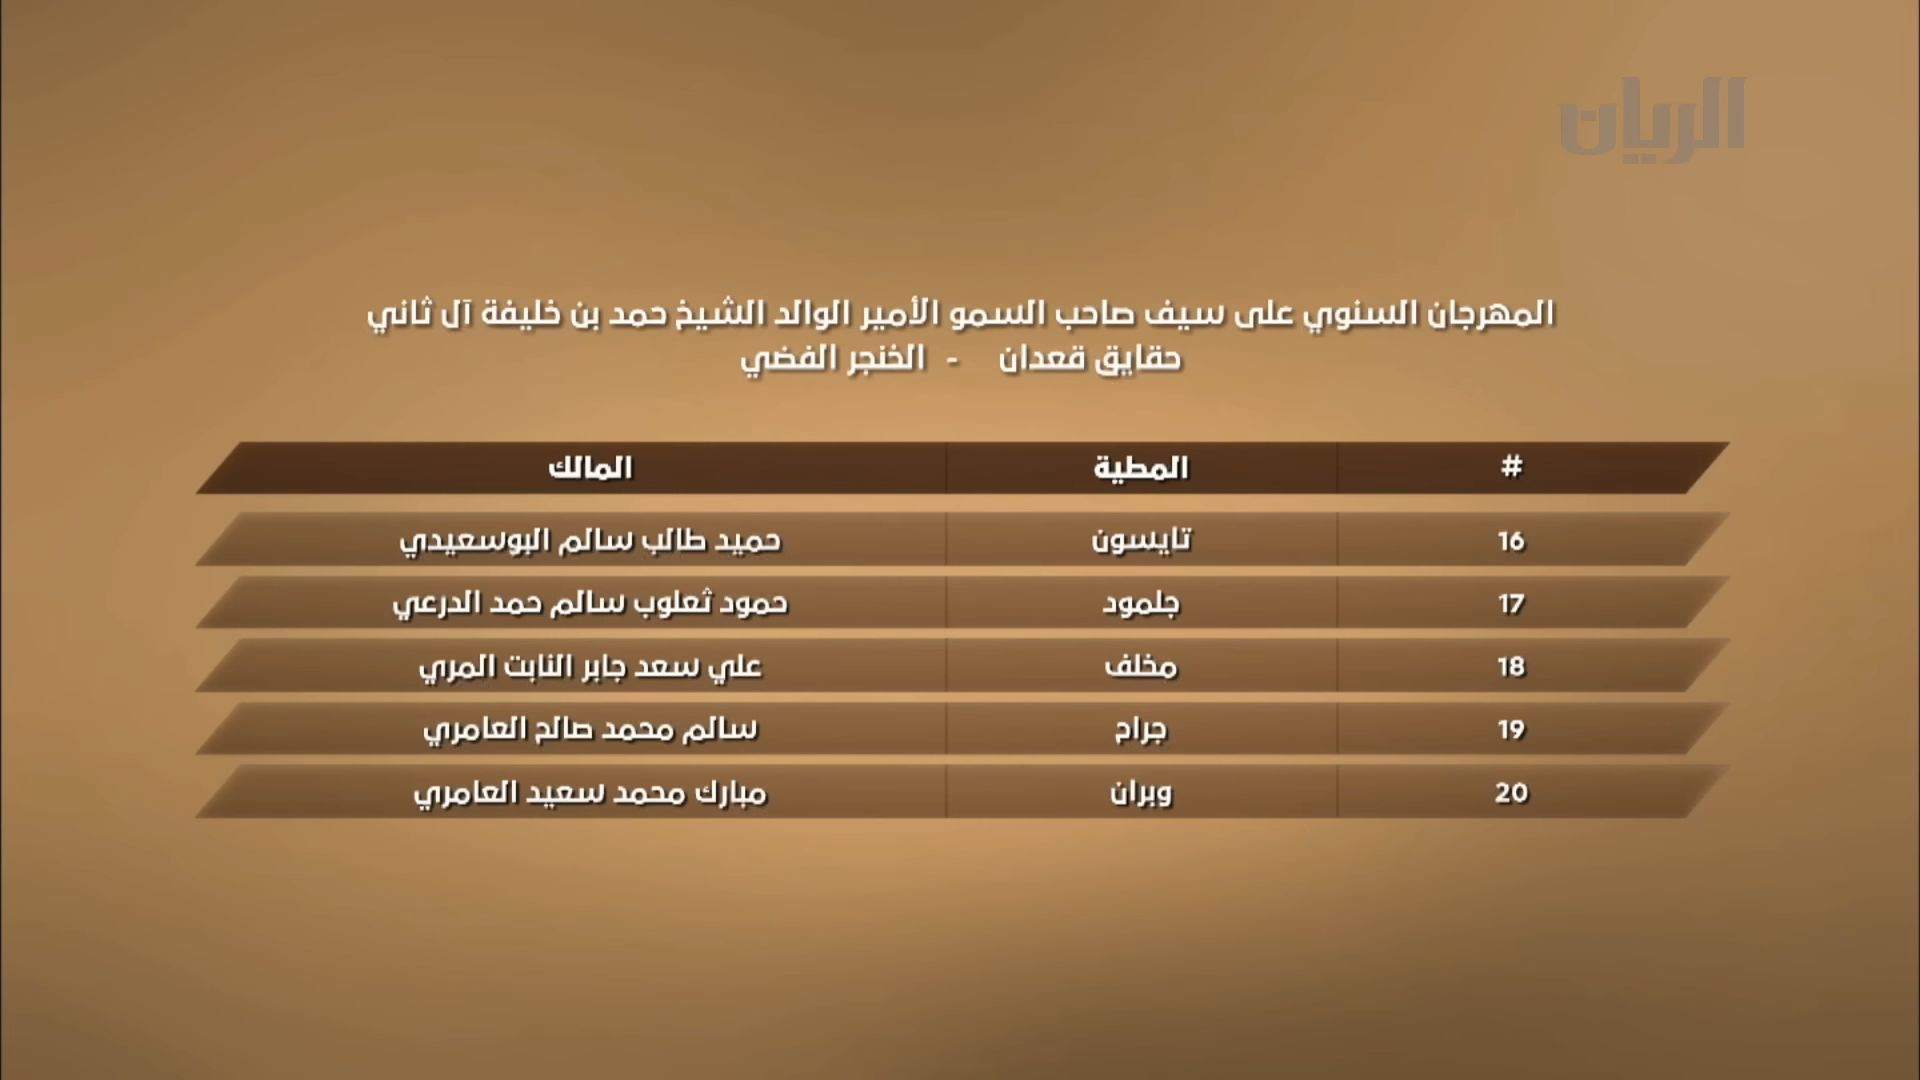 الريان
المهرجان السنوي على سيف صاحب السمو الأمير الوالد الشيخ حمد بن خليفة آل ثاني
حقايق قعدان - الخنجر الفضي
# المطية المالك
16 تايسون حميد طالب سالم البوسعيدي
17 جلمود حمود ثعلوب سالم حمد الدرعي
18 مخلف علي سعد جابر النابت المري
19 جراح سالم محمد صالح العامري
20 وبران مبارك محمد سعيد العامري